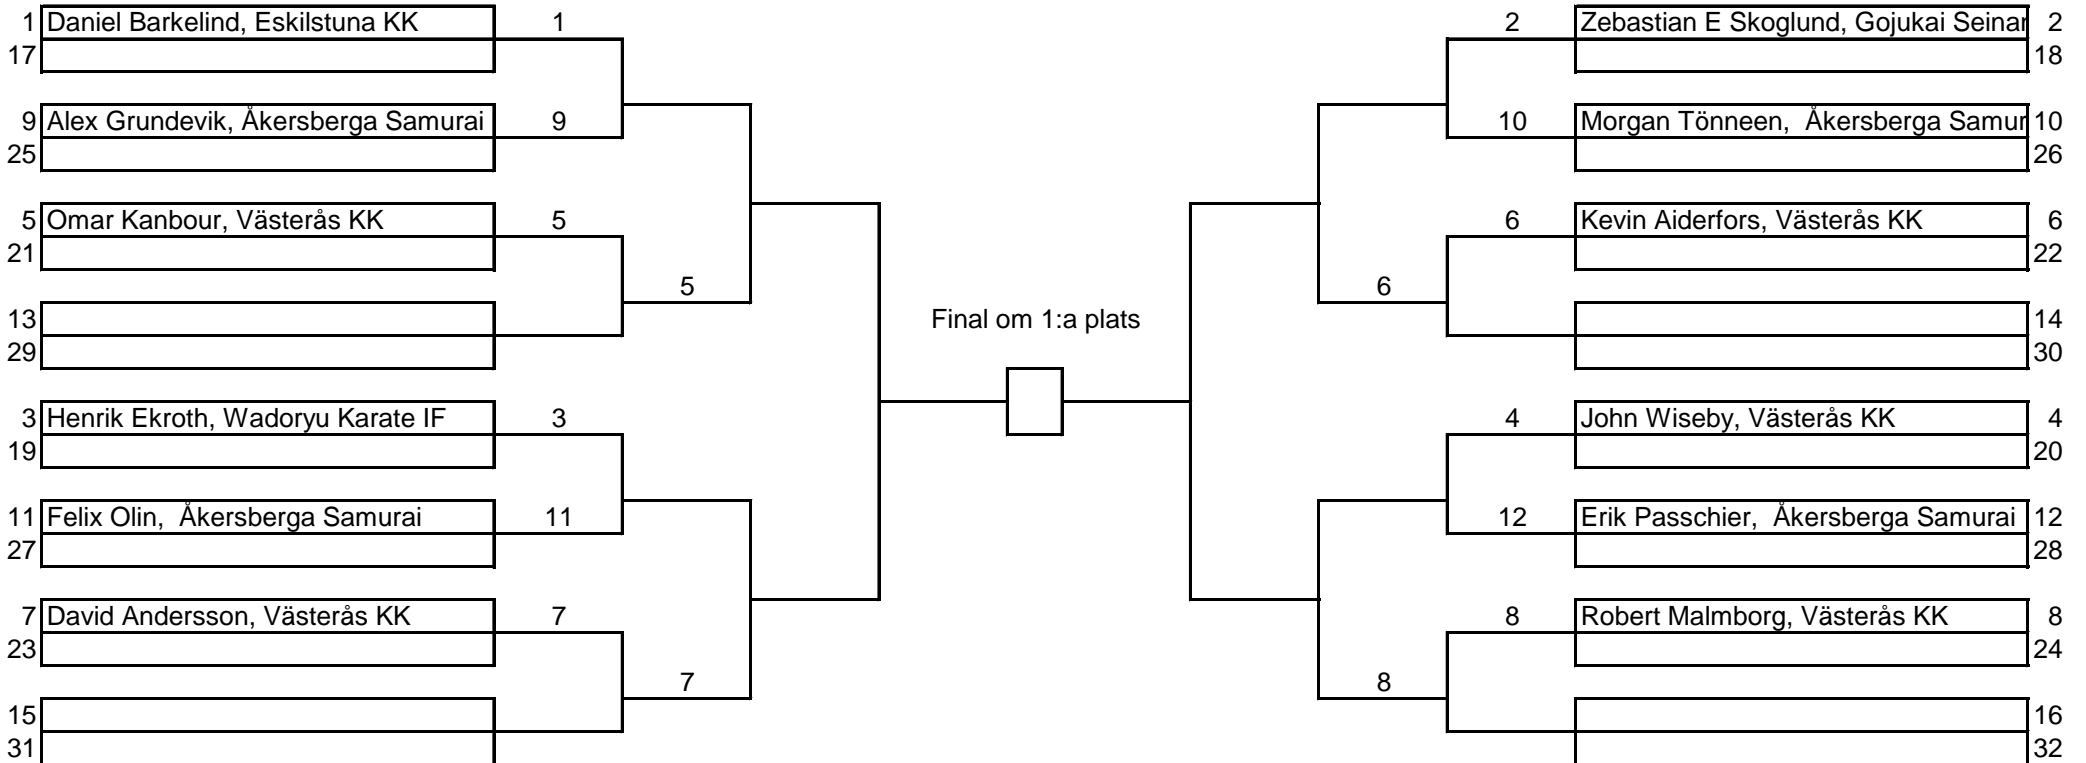 1 Daniel Barkelind, Eskilstuna KK 1 2 Zebastian E Skoglund, Gojukai Seinar 2
17 18
9 Alex Grundevik, Åkersberga Samurai 9 10 Morgan Tönneen, Åkersberga Samur 10
25 26
5 Omar Kanbour, Västerås KK 5 6 Kevin Aiderfors, Västerås KK 6
21 22
5 6
13 Final om 1:a plats 14
29 30
3 Henrik Ekroth, Wadoryu Karate IF 3 4 John Wiseby, Västerås KK 4
19 20
11 Felix Olin, Åkersberga Samurai 11 12 Erik Passchier, Åkersberga Samurai 12
27 28
7 David Andersson, Västerås KK 7 8 Robert Malmborg, Västerås KK 8
23 24
7 8
15 16
31 32